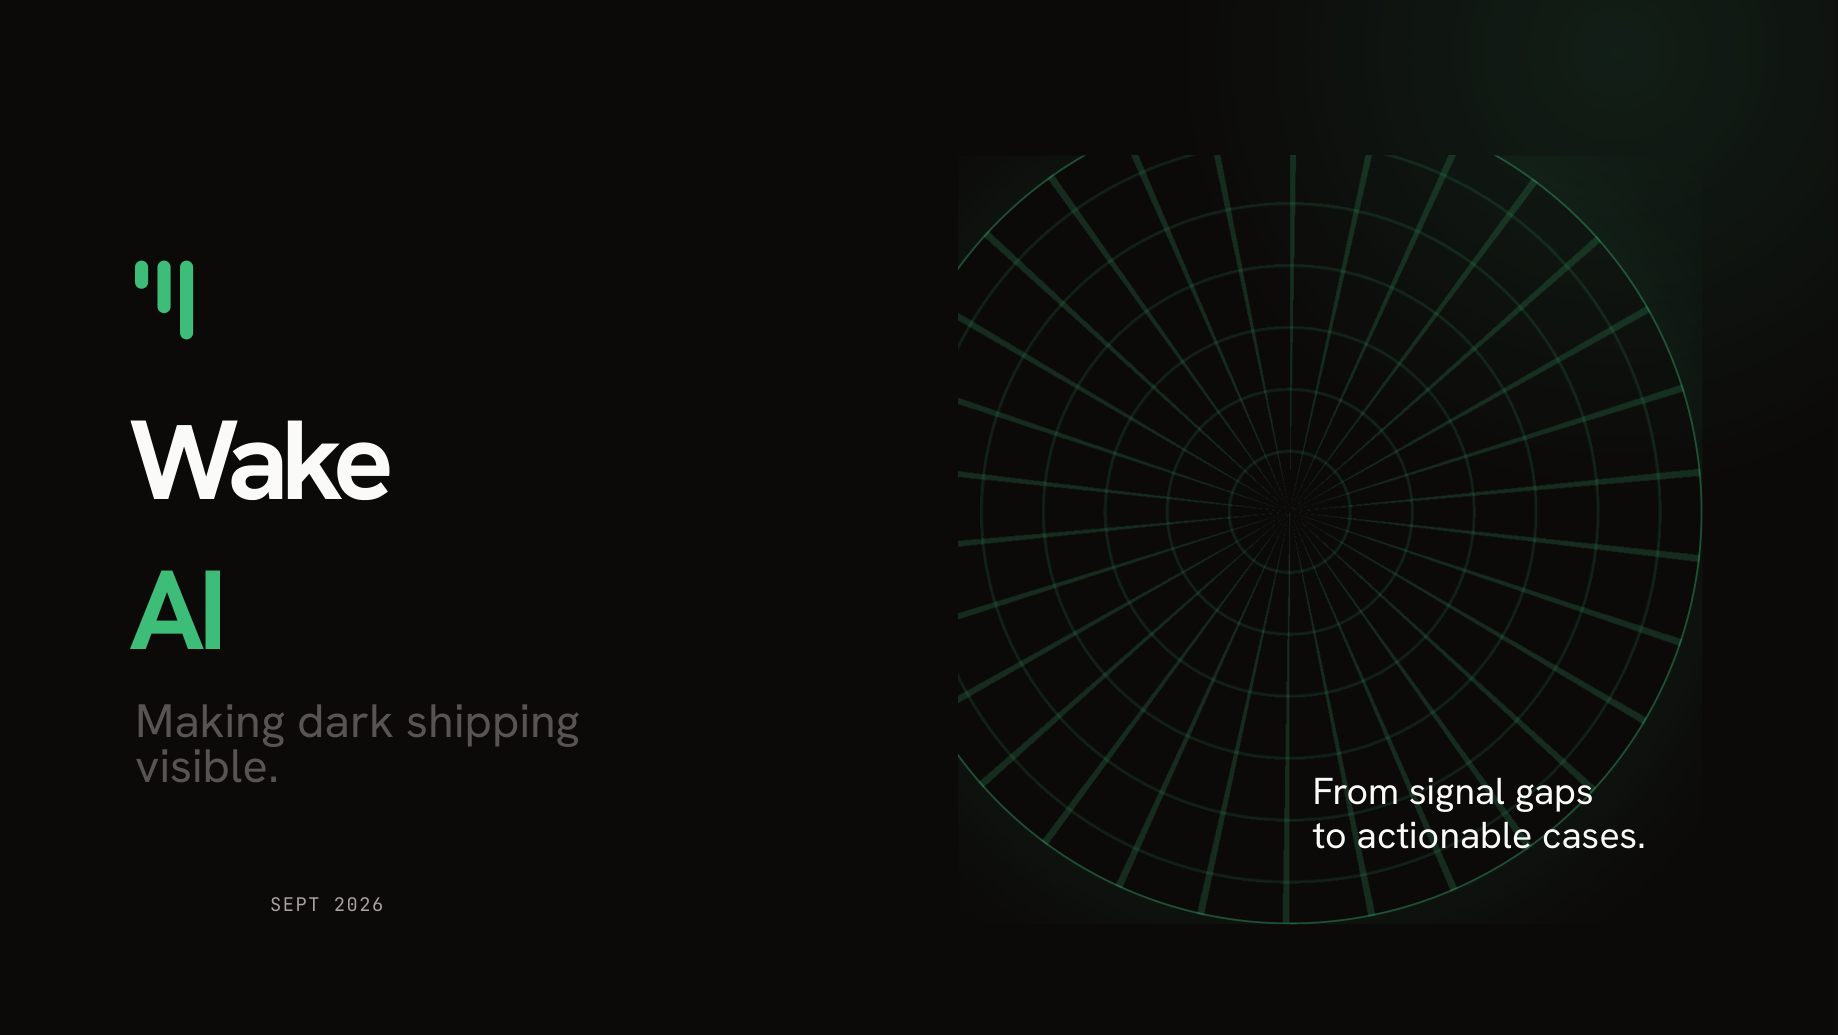 Wake
AI
Making dark shipping
visible.
SEPT 2026
From signal gaps
to actionable cases.